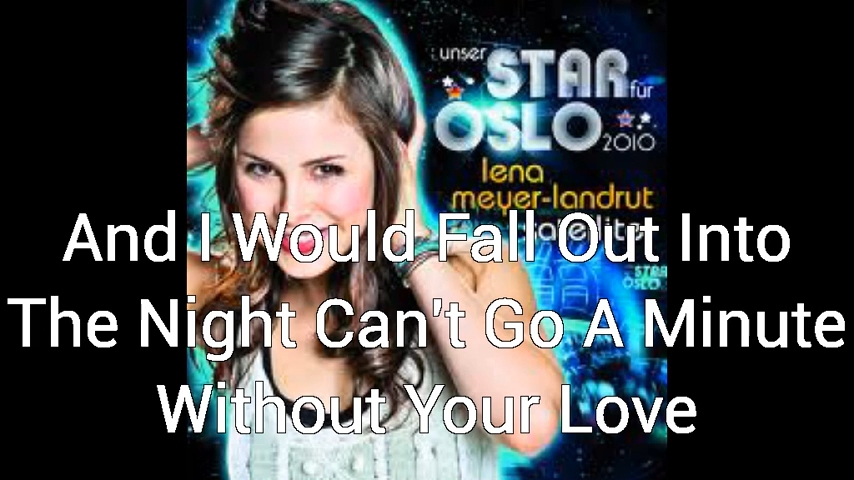 unser
STAR für
OSLO 2010
lena
meyer-landrut
satellite
STAR
OSLO
And I Would Fall Out Into
The Night Can't Go A Minute
Without Your Love